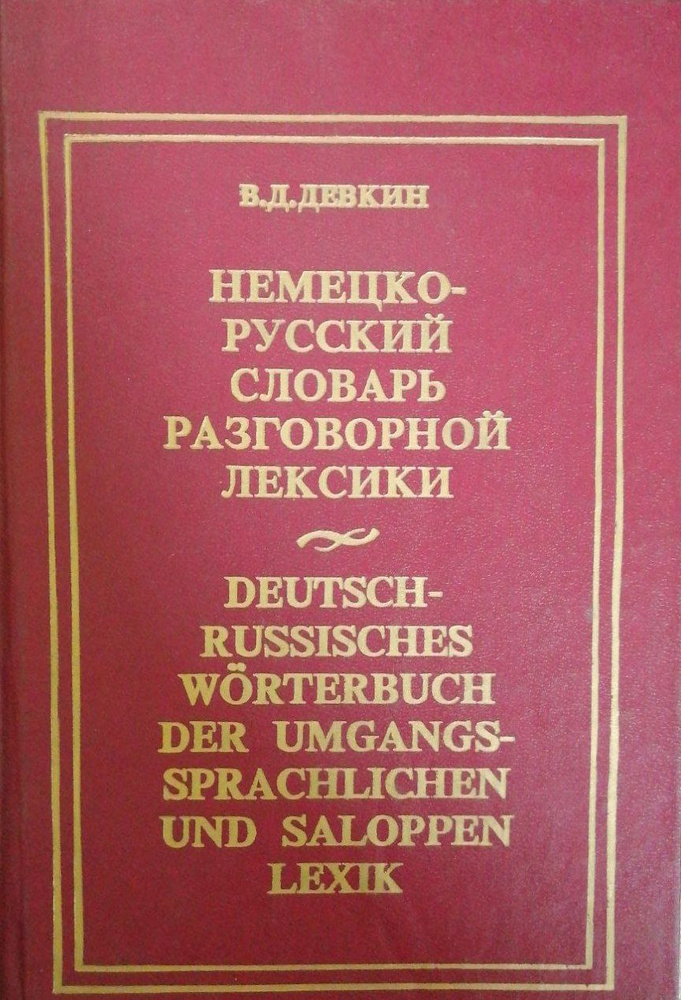 В.Д.ДЕВКИН
НЕМЕЦКО-
РУССКИЙ
СЛОВАРЬ
РАЗГОВОРНОЙ
ЛЕКСИКИ
DEUTSCH-
RUSSISCHES
WÖRTERBUCH
DER UMGANGS-
SPRACHLICHEN
UND SALOPPEN
LEXIK